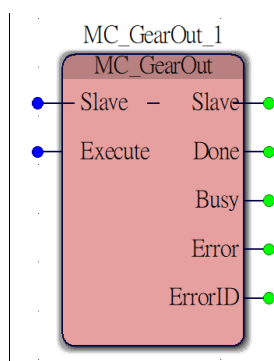 MC_GearOut_1
MC_GearOut
Slave – Slave
Execute Done
Busy
Error
ErrorID